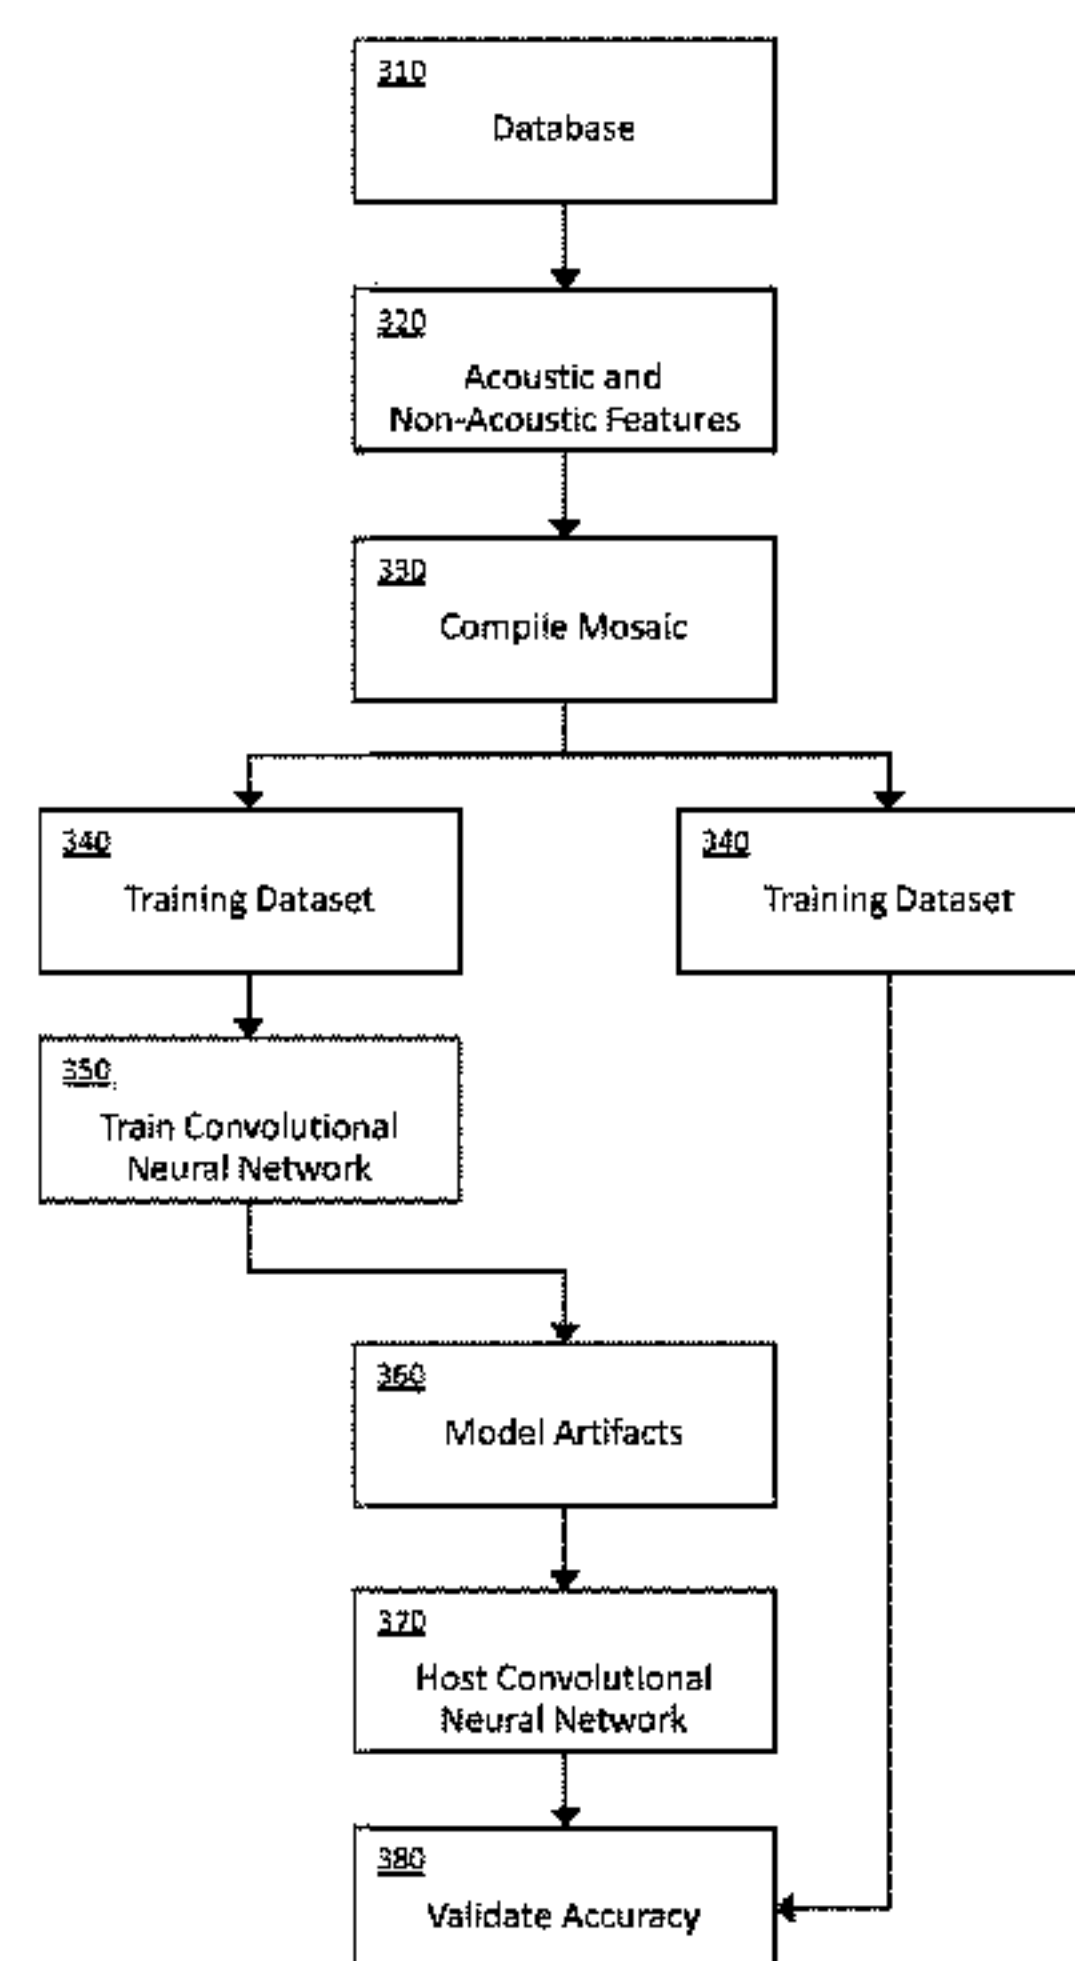 310
Database
320
Acoustic and
Non-Acoustic Features
330
Compile Mosaic
340
Training Dataset
340
Training Dataset
350
Train Convolutional
Neural Network
360
Model Artifacts
370
Host Convolutional
Neural Network
380
Validate Accuracy